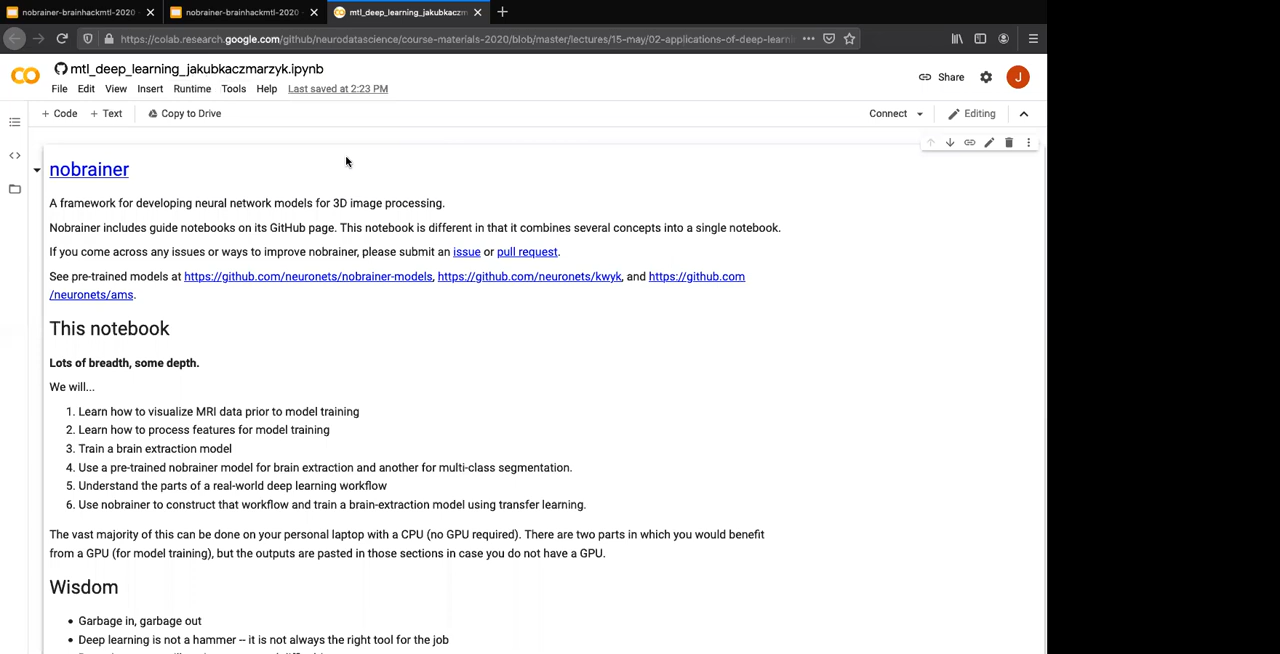 nobrainer-brainhackmtl-2020
nobrainer-brainhackmtl-2020
mtl_deep_learning_jakubkaczm
https://colab.research.google.com/github/neurodatascience/course-materials-2020/blob/master/lectures/15-may/02-applications-of-deep-learni
mtl_deep_learning_jakubkaczmarzyk.ipynb
Share
J
File Edit View Insert Runtime Tools Help Last saved at 2:23 PM
+ Code + Text Copy to Drive
Connect
Editing
nobrainer
A framework for developing neural network models for 3D image processing.
Nobrainer includes guide notebooks on its GitHub page. This notebook is different in that it combines several concepts into a single notebook.
If you come across any issues or ways to improve nobrainer, please submit an issue or pull request.
See pre-trained models at https://github.com/neuronets/nobrainer-models, https://github.com/neuronets/kwyk, and https://github.com
/neuronets/ams.
This notebook
Lots of breadth, some depth.
We will...
1. Learn how to visualize MRI data prior to model training
2. Learn how to process features for model training
3. Train a brain extraction model
4. Use a pre-trained nobrainer model for brain extraction and another for multi-class segmentation.
5. Understand the parts of a real-world deep learning workflow
6. Use nobrainer to construct that workflow and train a brain-extraction model using transfer learning.
The vast majority of this can be done on your personal laptop with a CPU (no GPU required). There are two parts in which you would benefit
from a GPU (for model training), but the outputs are pasted in those sections in case you do not have a GPU.
Wisdom
• Garbage in, garbage out
• Deep learning is not a hammer -- it is not always the right tool for the job